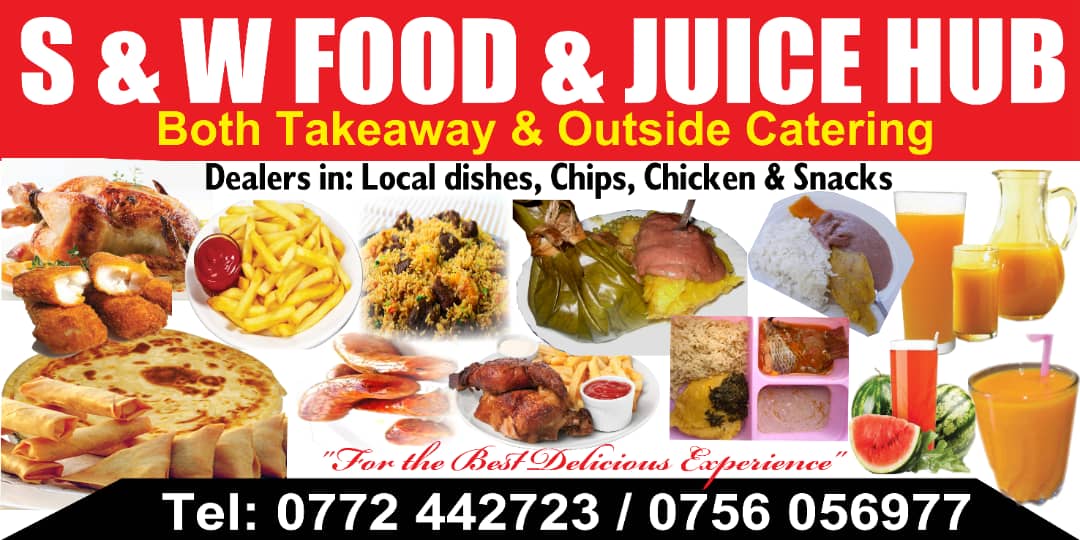 S & W FOOD & JUICE HUB
Both Takeaway & Outside Catering
Dealers in: Local dishes, Chips, Chicken & Snacks
"For the Best Delicious Experience"
Tel: 0772 442723 / 0756 056977